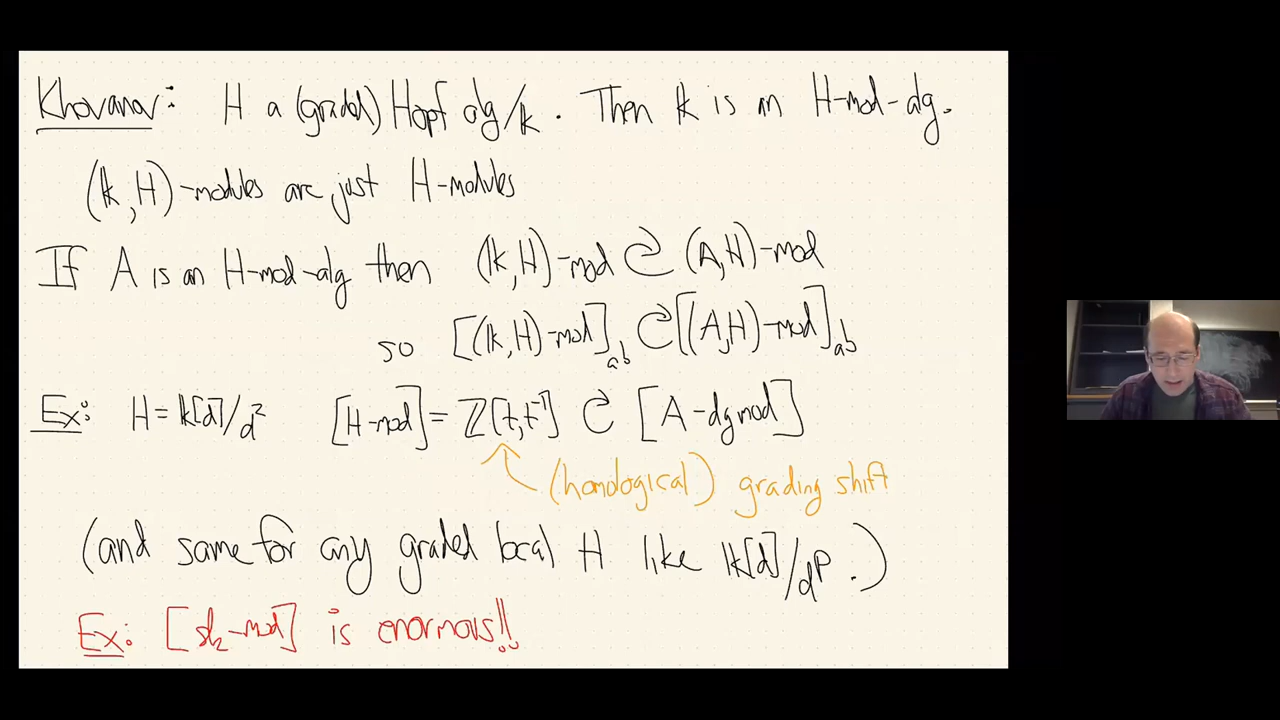 Khovanov: H a (graded) Hopf alg/k. Then k is an H-mod-alg.
(k, H)-modules are just H-modules
If A is an H-mod-alg then (k, H)-mod ⊂ (A, H)-mod
so [(k, H)-mod]ab ⊂ [(A, H)-mod]ab
Ex: H = k[d]/d² [H-mod] = Z[t, t⁻¹] ⊂ [A-dgmod]
(homological) grading shift
(and same for any graded local H like k[d]/dᵖ.)
Ex: [sl₂-mod] is enormous!!